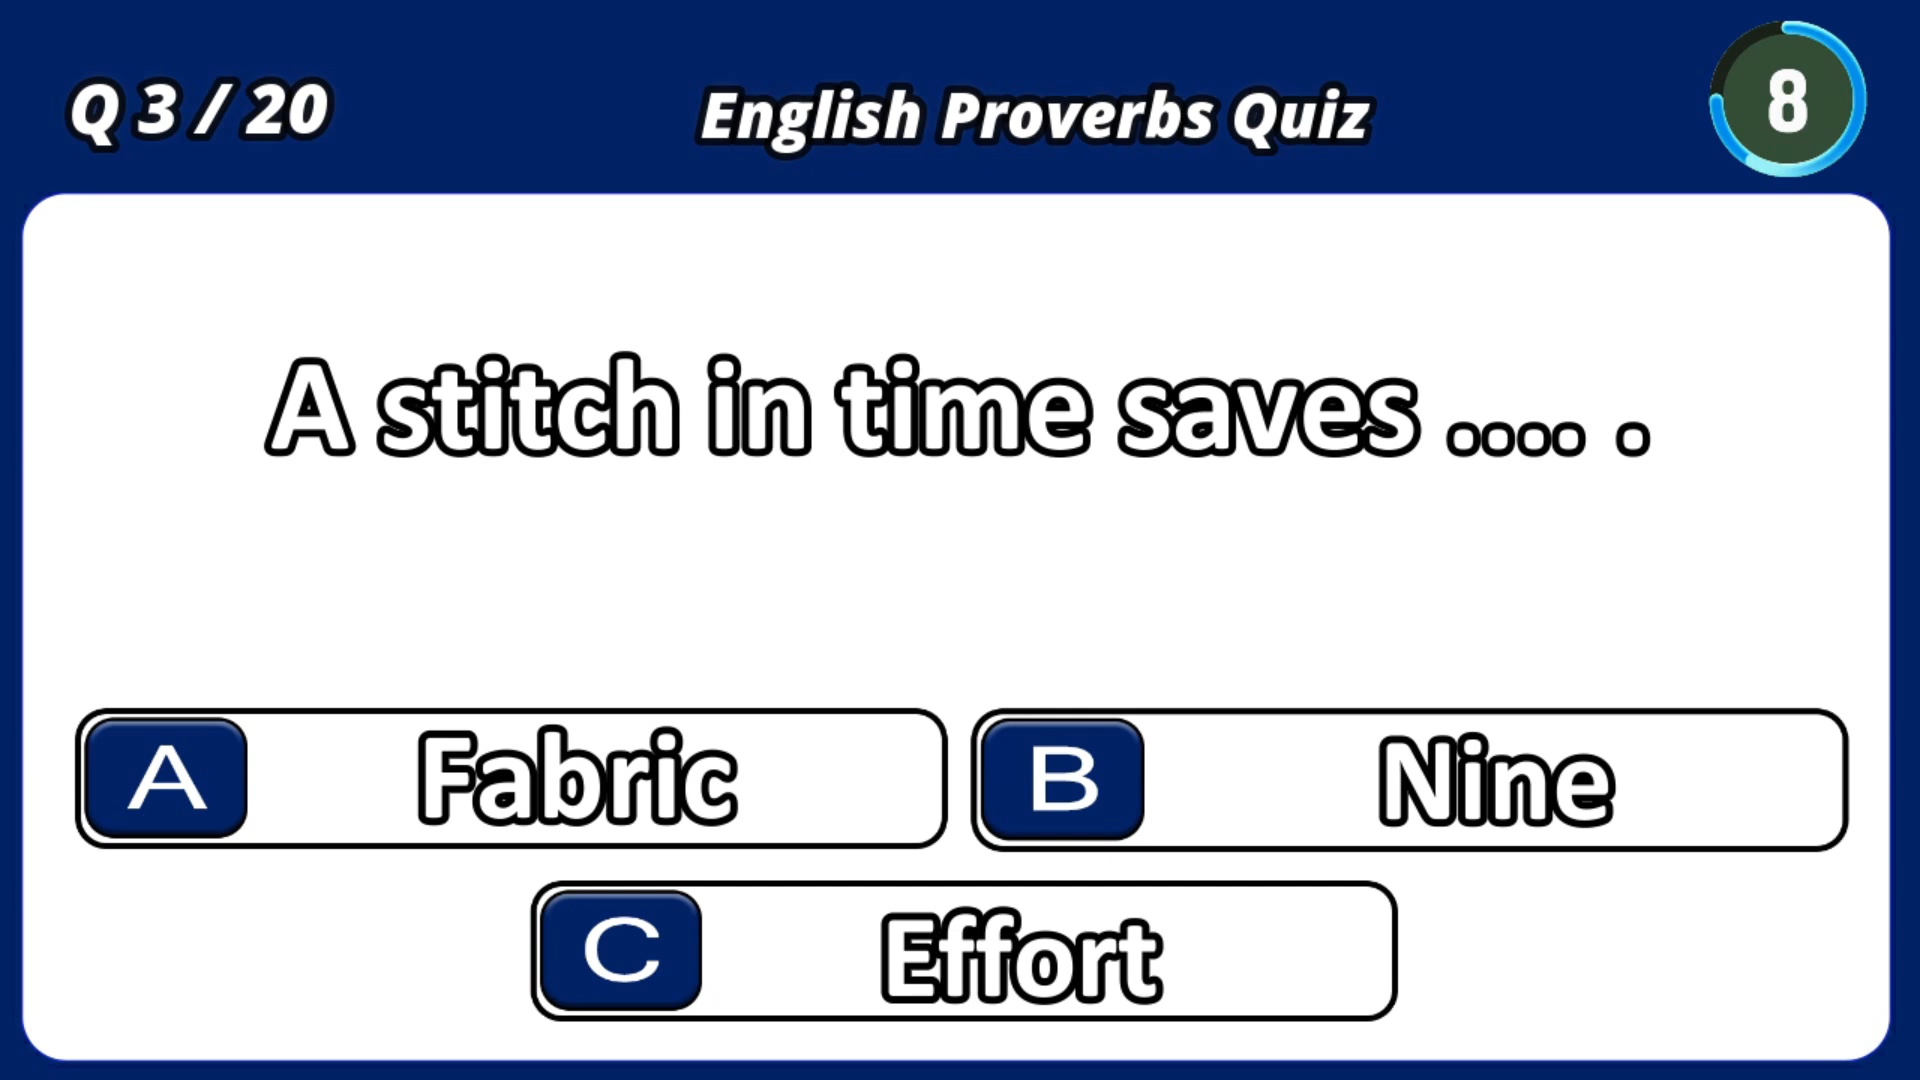 Q 3 / 20
English Proverbs Quiz
8
A stitch in time saves .... .
A Fabric
B Nine
C Effort